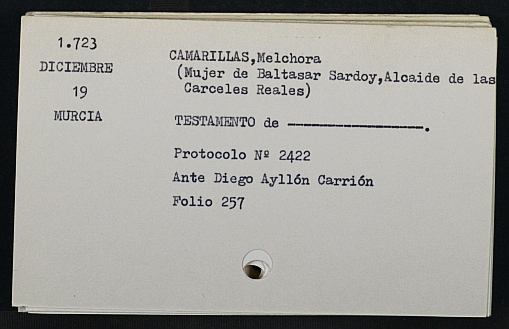 1.723
DICIEMBRE
19
MURCIA
CAMARILLAS,Melchora
(Mujer de Baltasar Sardoy,Alcaide de las
Carceles Reales)
TESTAMENTO de ----------------.
Protocolo Nº 2422
Ante Diego Ayllón Carrión
Folio 257